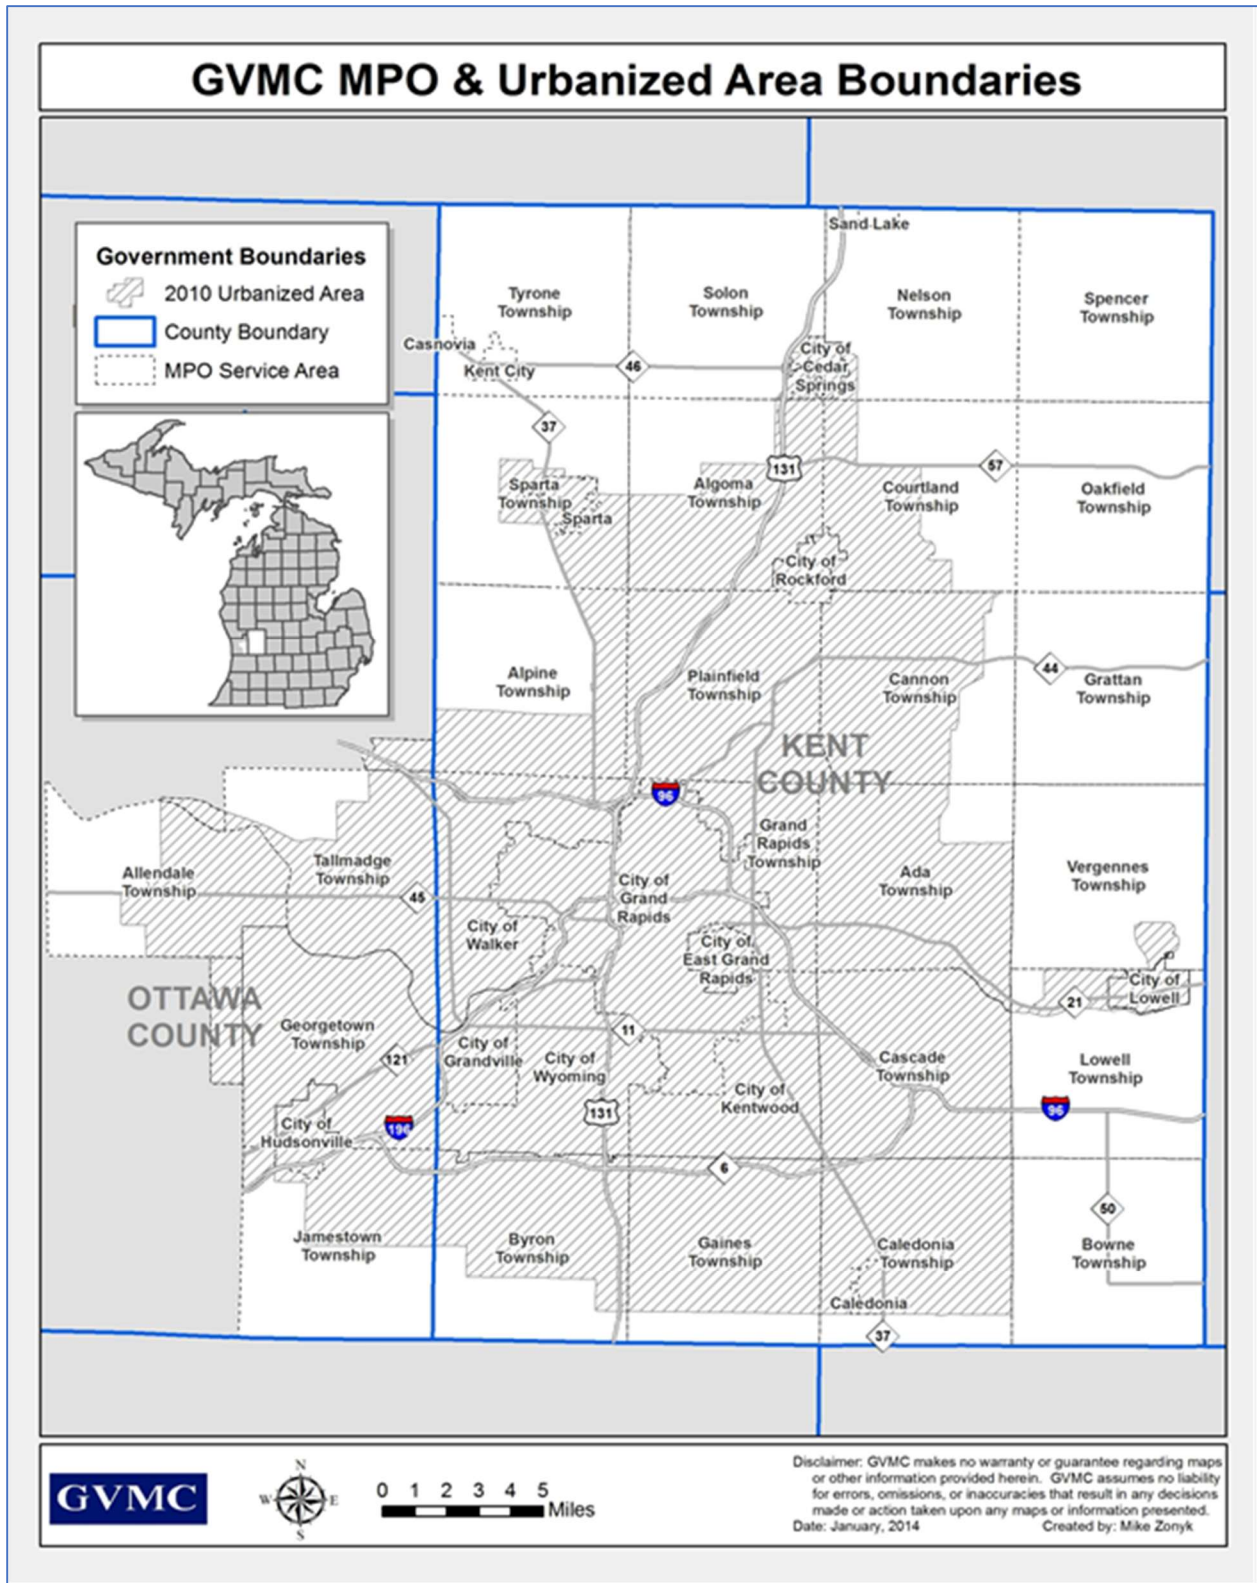 GVMC MPO & Urbanized Area Boundaries
Government Boundaries
2010 Urbanized Area
County Boundary
MPO Service Area
Sand Lake
Tyrone
Township
Solon
Township
Nelson
Township
Spencer
Township
Casnovia
Kent City
46
City of
Cedar
Springs
37
131
57
Sparta
Township
Sparta
Algoma
Township
Courtland
Township
Oakfield
Township
City of
Rockford
Alpine
Township
Plainfield
Township
Cannon
Township
44
Grattan
Township
KENT
COUNTY
96
Grand
Rapids
Township
Allendale
Township
Tallmadge
Township
45
City of
Grand
Rapids
Ada
Township
Vergennes
Township
City of
Walker
City of
East Grand
Rapids
City of
Lowell
21
OTTAWA
COUNTY
Georgetown
Township
121
City of
Grandville
City of
Wyoming
11
Cascade
Township
Lowell
Township
City of
Kentwood
131
96
196
City of
Hudsonville
6
50
Jamestown
Township
Byron
Township
Gaines
Township
Caledonia
Township
Bowne
Township
Caledonia
37
GVMC
N
W
E
S
0 1 2 3 4 5
Miles
Disclaimer: GVMC makes no warranty or guarantee regarding maps
or other information provided herein. GVMC assumes no liability
for errors, omissions, or inaccuracies that result in any decisions
made or action taken upon any maps or information presented.
Date: January, 2014 Created by: Mike Zonyk